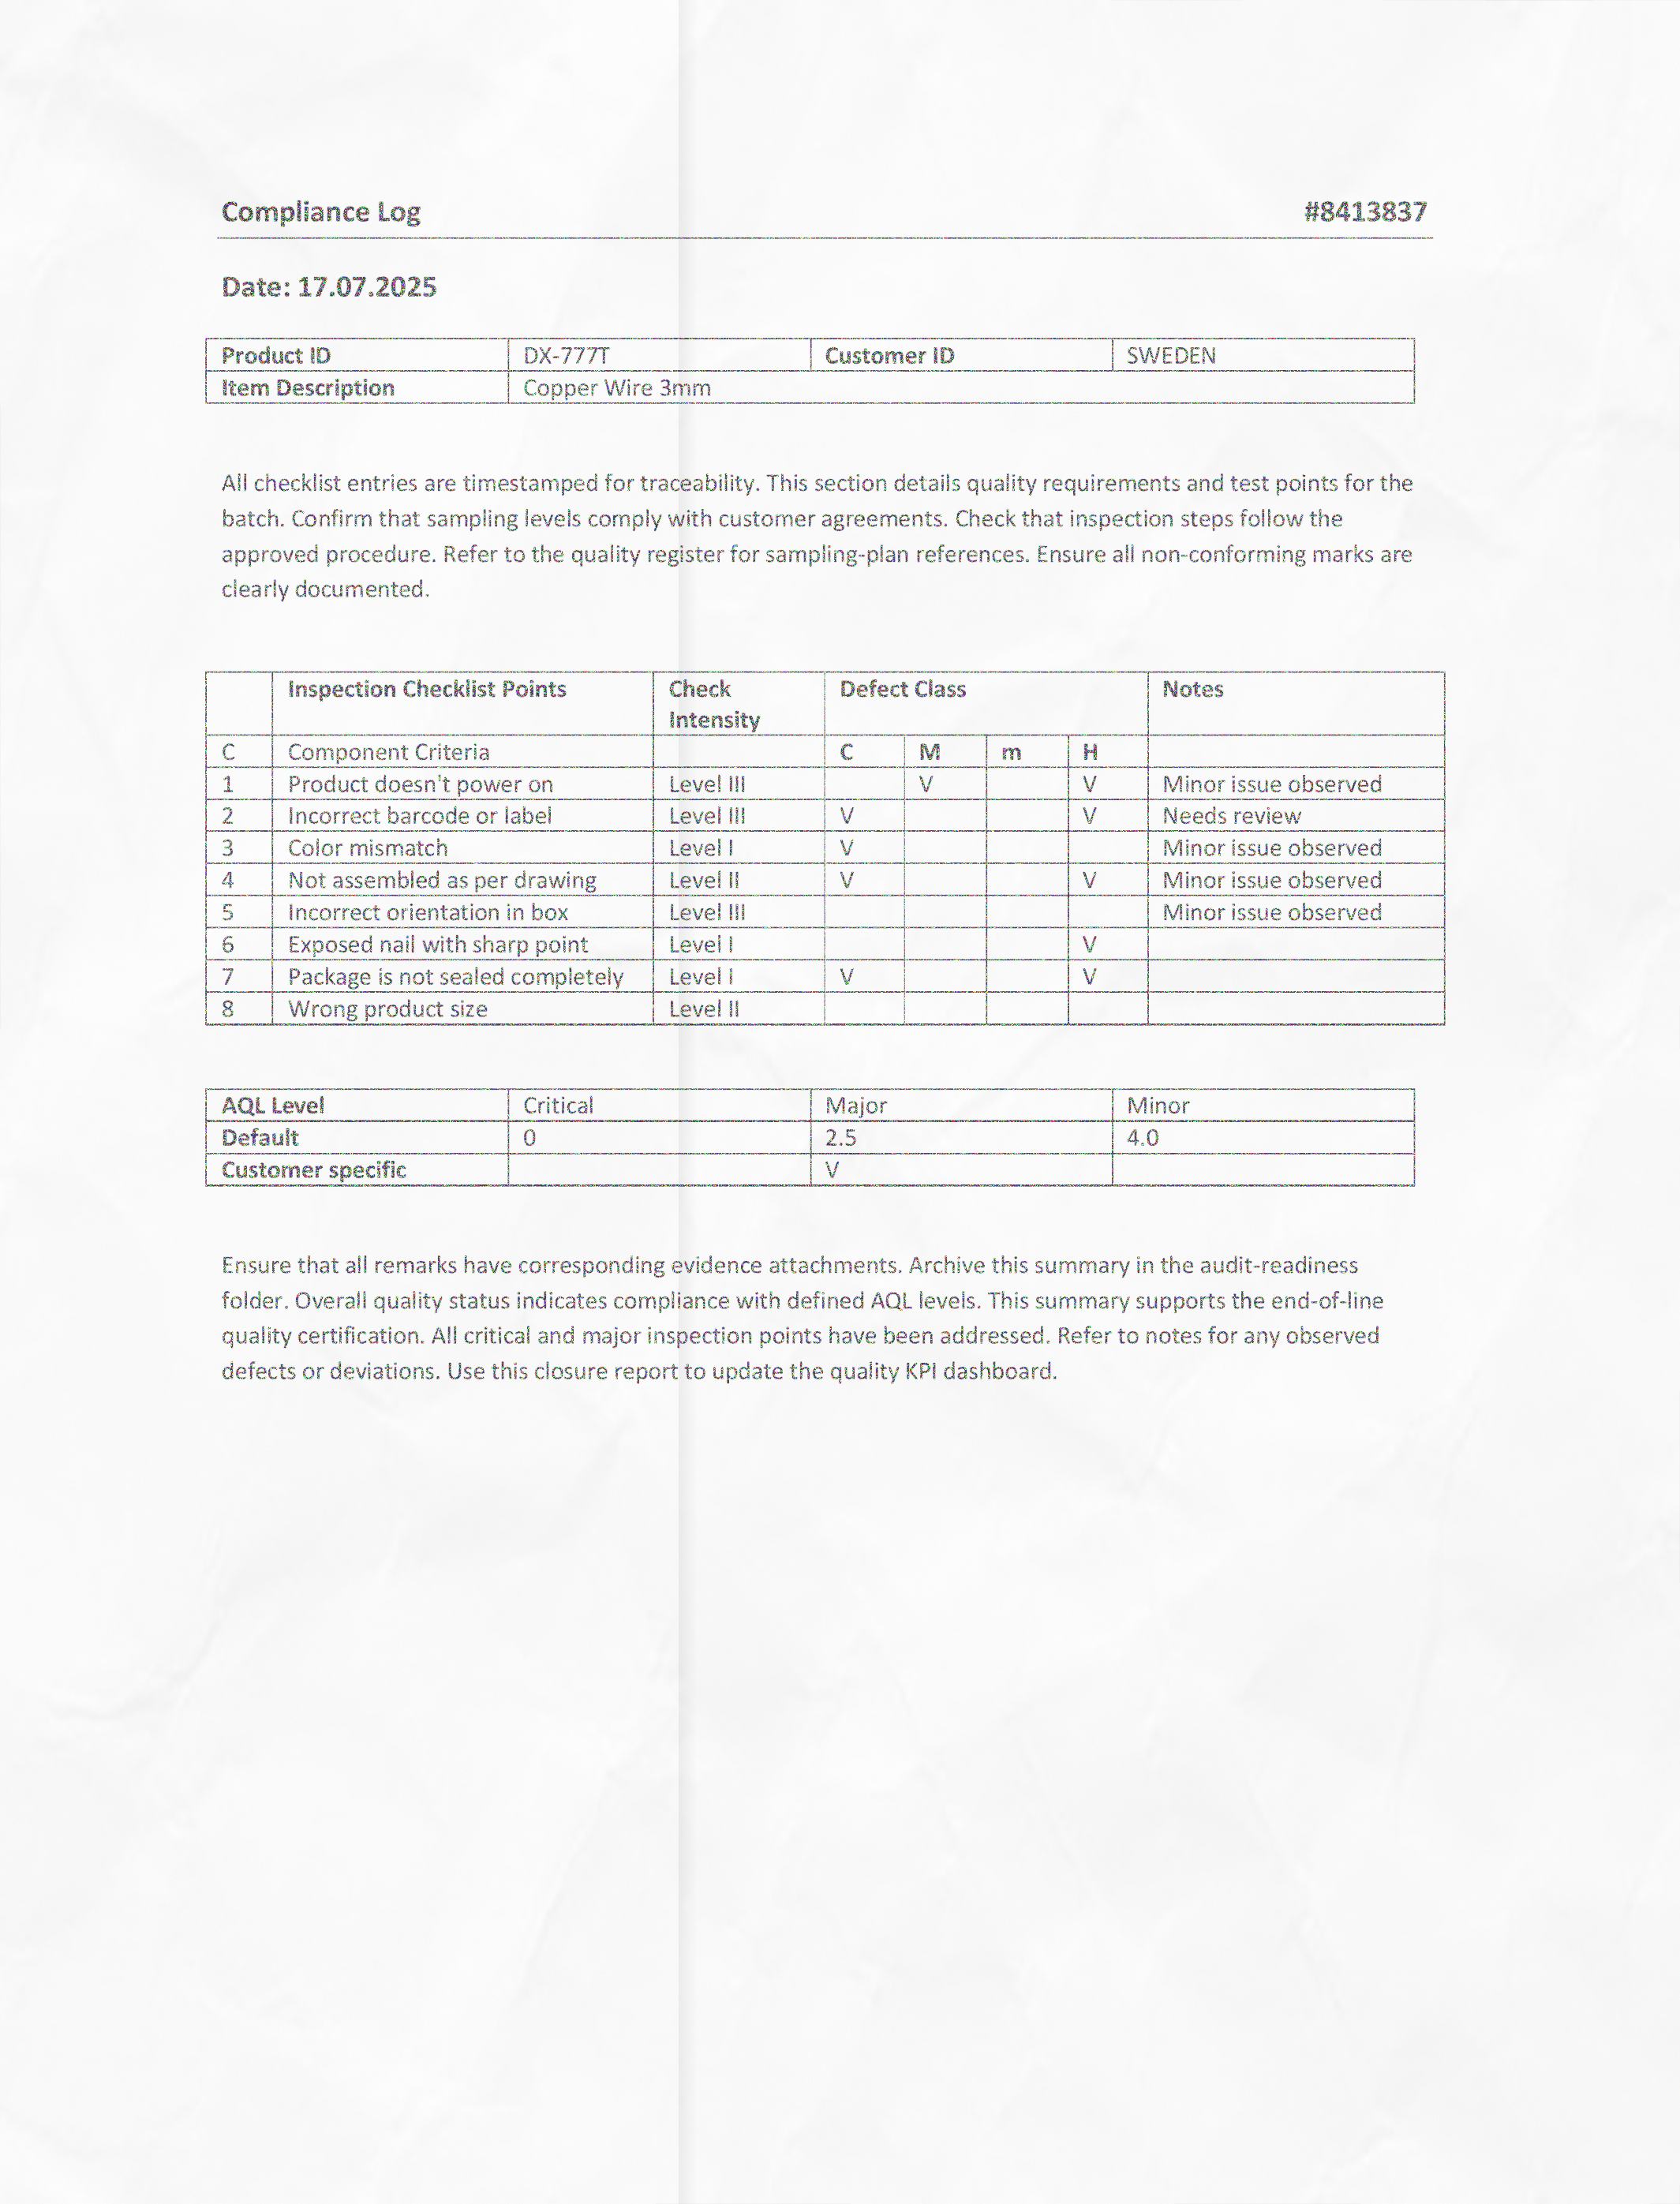 Compliance Log #8413837
Date: 17.07.2025
Product ID DX-777T Customer ID SWEDEN
Item Description Copper Wire 3mm
All checklist entries are timestamped for traceability. This section details quality requirements and test points for the
batch. Confirm that sampling levels comply with customer agreements. Check that inspection steps follow the
approved procedure. Refer to the quality register for sampling-plan references. Ensure all non-conforming marks are
clearly documented.
Inspection Checklist Points Check Defect Class Notes
Intensity
C Component Criteria C M m H
1 Product doesn't power on Level III V V Minor issue observed
2 Incorrect barcode or label Level III V V Needs review
3 Color mismatch Level I V Minor issue observed
4 Not assembled as per drawing Level II V V Minor issue observed
5 Incorrect orientation in box Level III Minor issue observed
6 Exposed nail with sharp point Level I V
7 Package is not sealed completely Level I V V
8 Wrong product size Level II
AQL Level Critical Major Minor
Default 0 2.5 4.0
Customer specific V
Ensure that all remarks have corresponding evidence attachments. Archive this summary in the audit-readiness
folder. Overall quality status indicates compliance with defined AQL levels. This summary supports the end-of-line
quality certification. All critical and major inspection points have been addressed. Refer to notes for any observed
defects or deviations. Use this closure report to update the quality KPI dashboard.